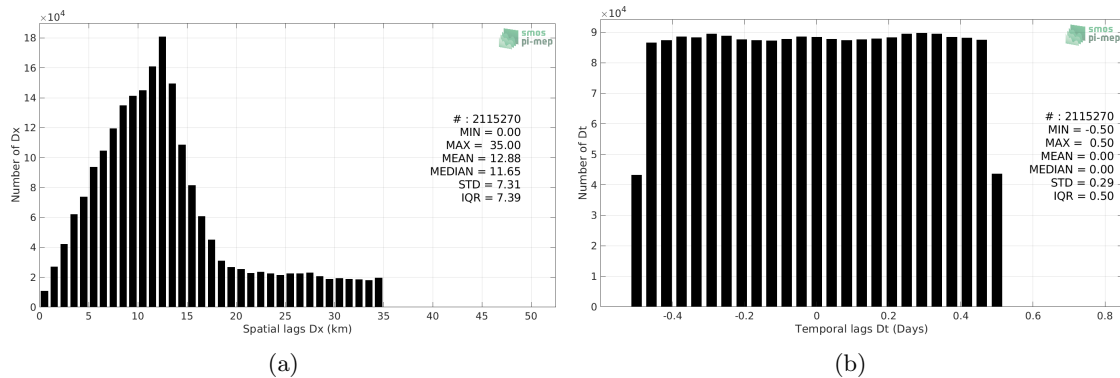 ×10⁴
18
16
14
12
10
8
6
4
2
0
Number of Dx
smos
pi-mep
# : 2115270
MIN = 0.00
MAX = 35.00
MEAN = 12.88
MEDIAN = 11.65
STD = 7.31
IQR = 7.39
0 5 10 15 20 25 30 35 40 45 50
Spatial lags Dx (km)
(a)
×10⁴
9
8
7
6
5
4
3
2
1
0
Number of Dt
smos
pi-mep
# : 2115270
MIN = -0.50
MAX = 0.50
MEAN = 0.00
MEDIAN = 0.00
STD = 0.29
IQR = 0.50
-0.4 -0.2 0 0.2 0.4 0.6 0.8
Temporal lags Dt (Days)
(b)